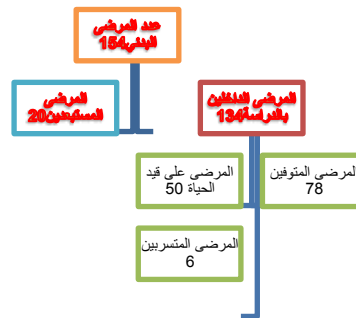 عدد المرضى
البدئي154
المرضى
المستبعدين20
المرضى الداخلين
بالدراسة134
المرضى على قيد
الحياة 50
المرضى المتوفين
78
المرضى المتسربين
6